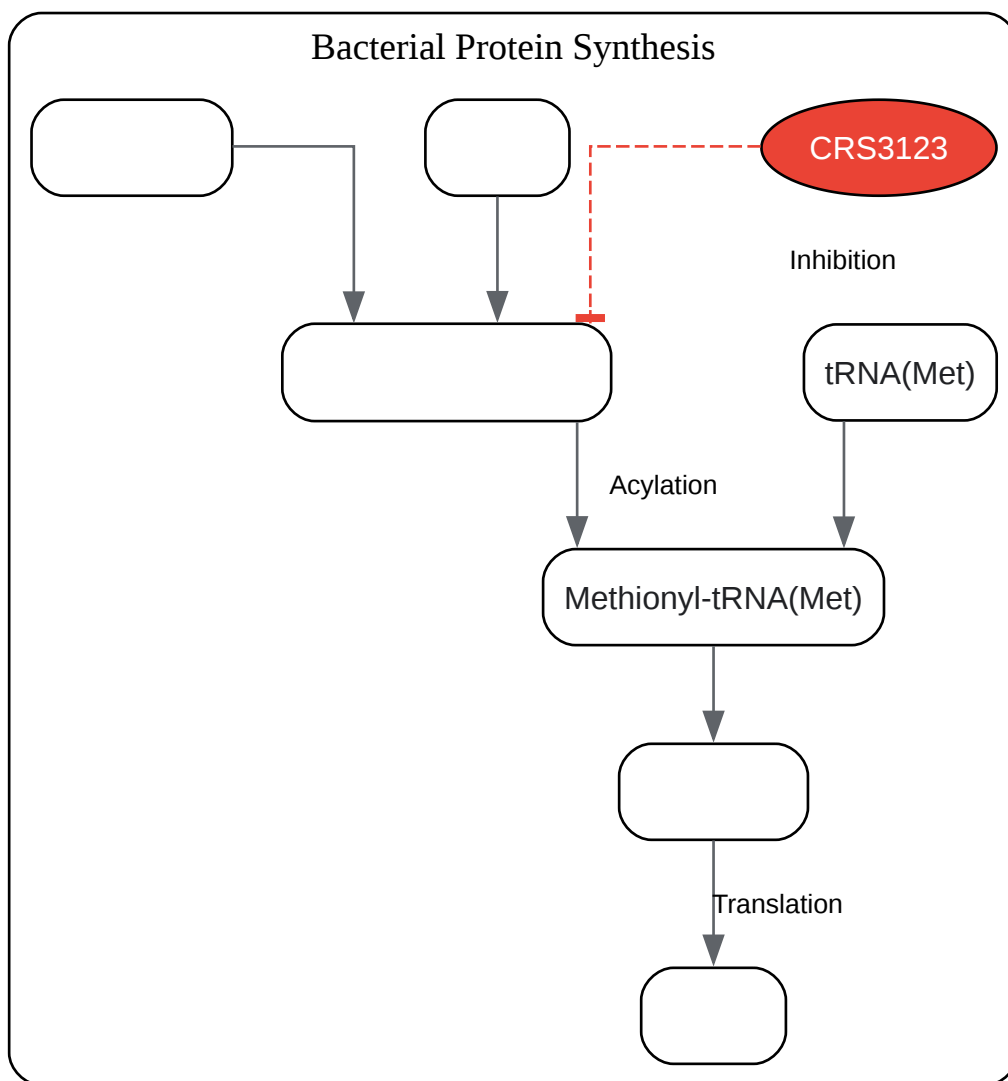 Bacterial Protein Synthesis
CRS3123
Inhibition
tRNA(Met)
Acylation
Methionyl-tRNA(Met)
Translation